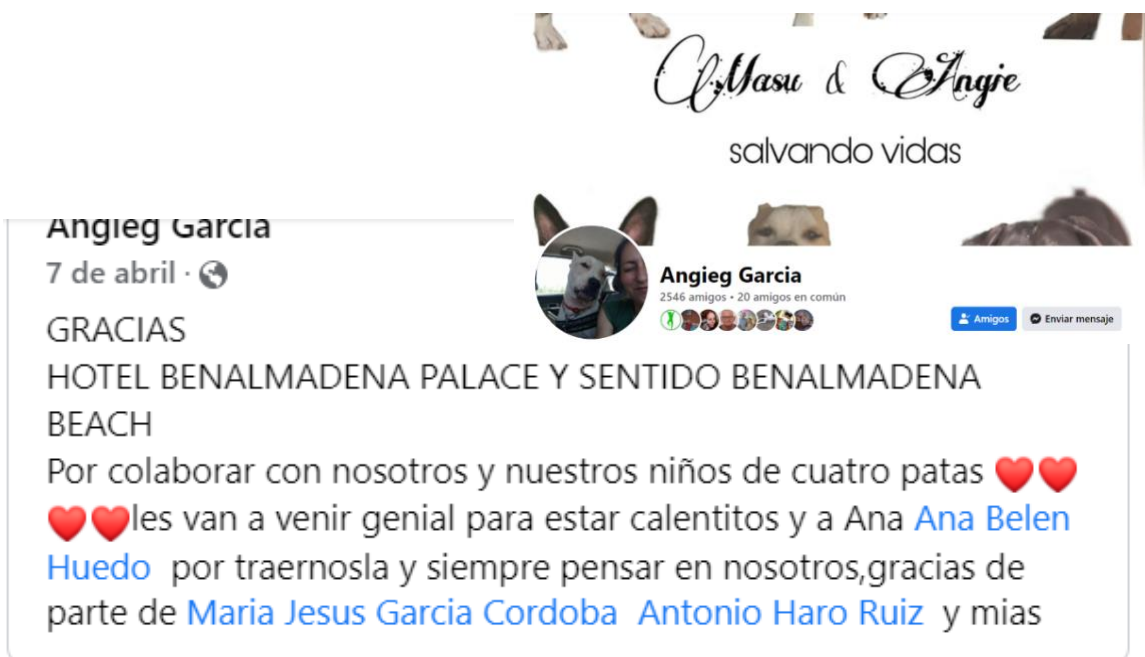 Masu & Angie
salvando vidas
Angieg Garcia
2546 amigos • 20 amigos en común
Amigos
Enviar mensaje
Angieg Garcia
7 de abril ·
GRACIAS
HOTEL BENALMADENA PALACE Y SENTIDO BENALMADENA
BEACH
Por colaborar con nosotros y nuestros niños de cuatro patas ❤️❤️
❤️❤️les van a venir genial para estar calentitos y a Ana Ana Belen
Huedo por traernosla y siempre pensar en nosotros,gracias de
parte de Maria Jesus Garcia Cordoba Antonio Haro Ruiz y mias